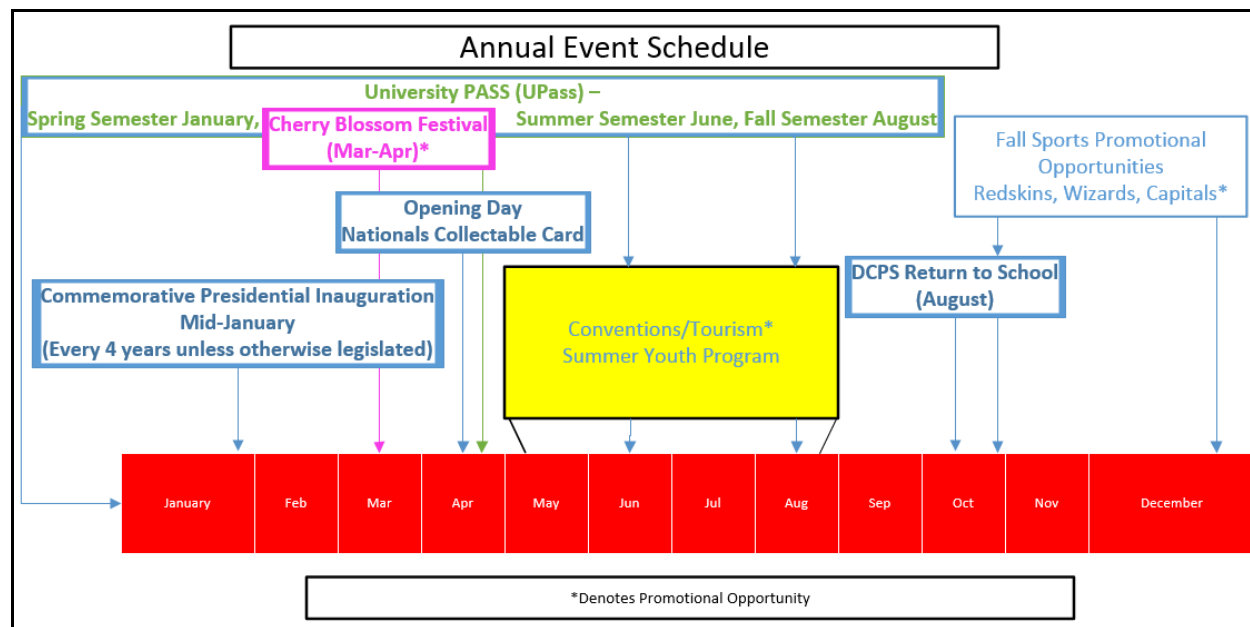 Annual Event Schedule
University PASS (UPass) –
Spring Semester January,
Summer Semester June, Fall Semester August
Cherry Blossom Festival
(Mar-Apr)*
Fall Sports Promotional
Opportunities
Redskins, Wizards, Capitals*
Opening Day
Nationals Collectable Card
DCPS Return to School
(August)
Commemorative Presidential Inauguration
Mid-January
(Every 4 years unless otherwise legislated)
Conventions/Tourism*
Summer Youth Program
January
Feb
Mar
Apr
May
Jun
Jul
Aug
Sep
Oct
Nov
December
*Denotes Promotional Opportunity